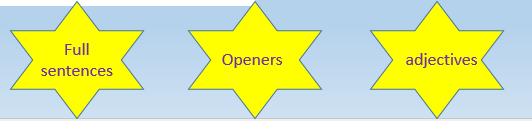 Full
sentences
Openers
adjectives